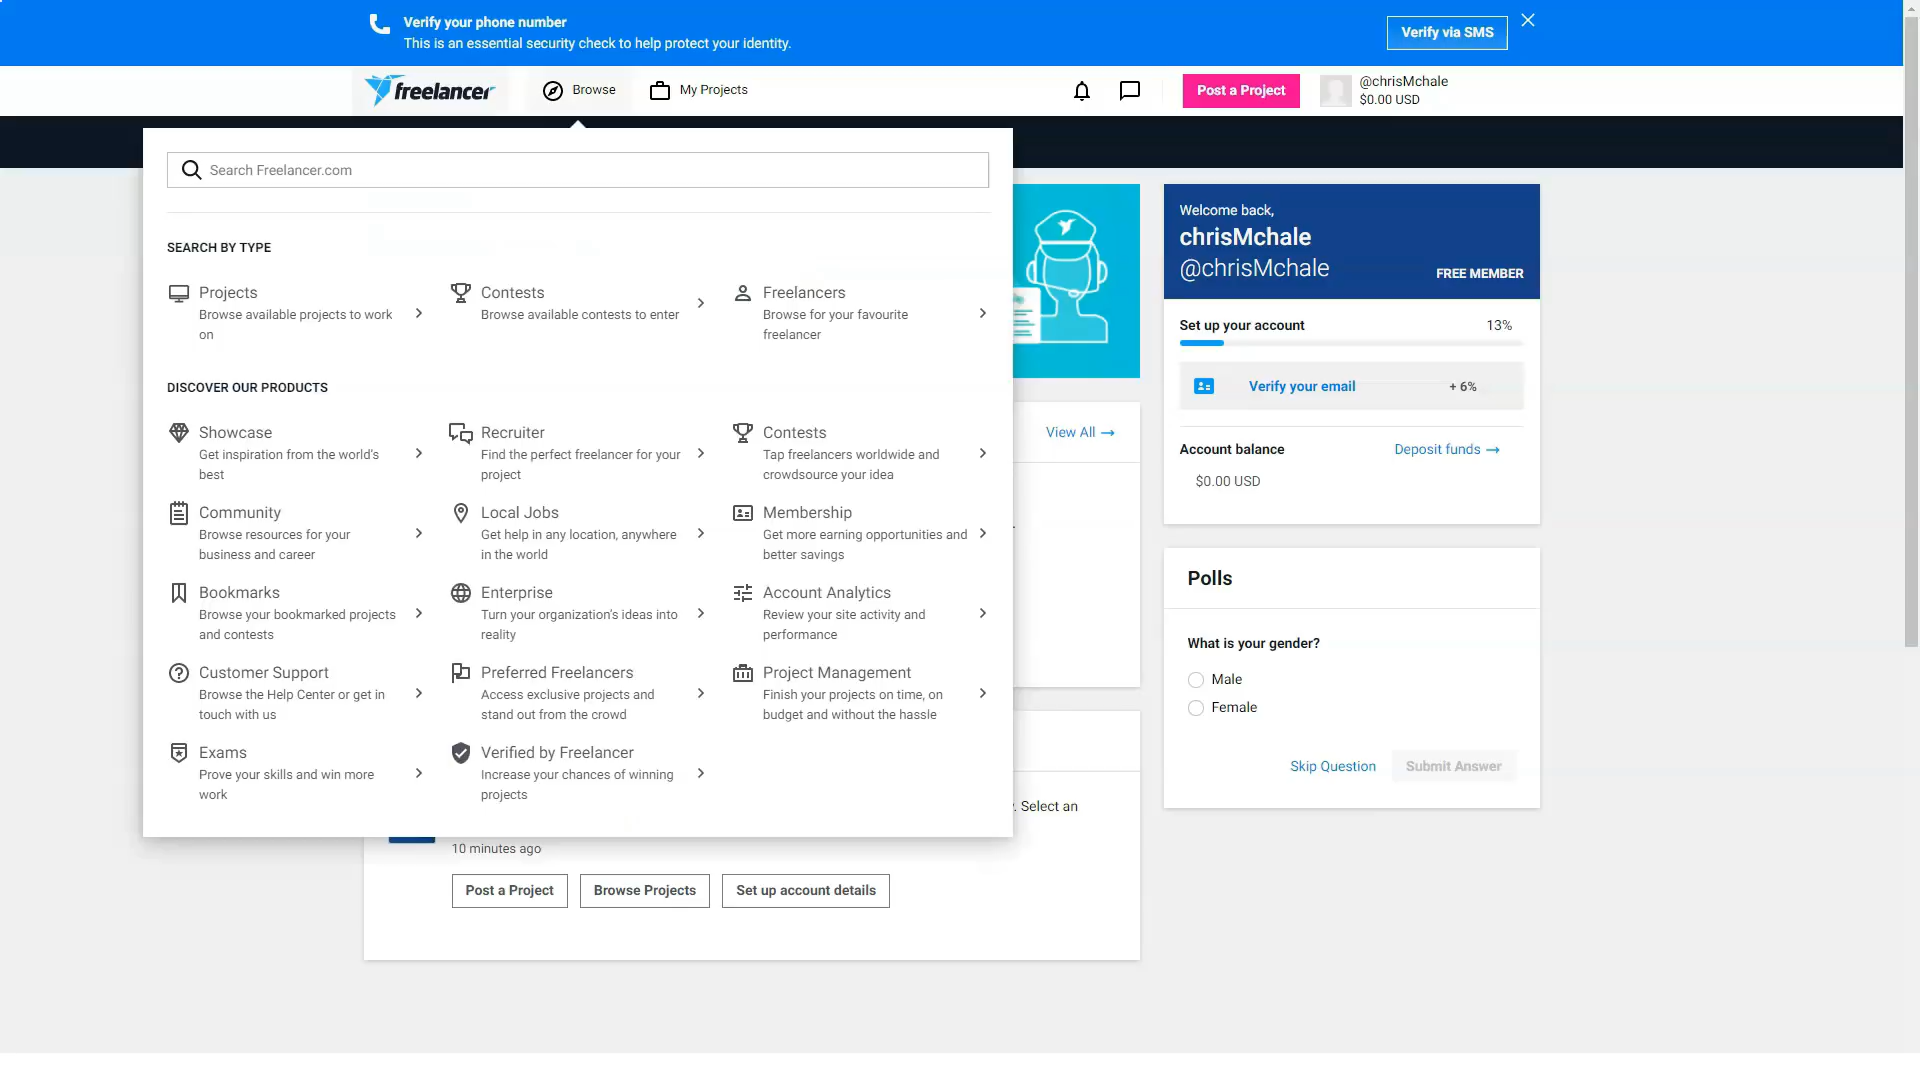 Verify your phone number
This is an essential security check to help protect your identity.
Verify via SMS
freelancer
Browse
My Projects
Post a Project
@chrisMchale
$0.00 USD
Search Freelancer.com
SEARCH BY TYPE
Projects
Browse available projects to work
on
Contests
Browse available contests to enter
Freelancers
Browse for your favourite
freelancer
DISCOVER OUR PRODUCTS
Showcase
Get inspiration from the world's
best
Recruiter
Find the perfect freelancer for your
project
Contests
Tap freelancers worldwide and
crowdsource your idea
Community
Browse resources for your
business and career
Local Jobs
Get help in any location, anywhere
in the world
Membership
Get more earning opportunities and
better savings
Bookmarks
Browse your bookmarked projects
and contests
Enterprise
Turn your organization's ideas into
reality
Account Analytics
Review your site activity and
performance
Customer Support
Browse the Help Center or get in
touch with us
Preferred Freelancers
Access exclusive projects and
stand out from the crowd
Project Management
Finish your projects on time, on
budget and without the hassle
Exams
Prove your skills and win more
work
Verified by Freelancer
Increase your chances of winning
projects
View All →
. Select an
10 minutes ago
Post a Project
Browse Projects
Set up account details
Welcome back,
chrisMchale
@chrisMchale
FREE MEMBER
Set up your account
13%
Verify your email
+ 6%
Account balance
Deposit funds →
$0.00 USD
Polls
What is your gender?
Male
Female
Skip Question
Submit Answer